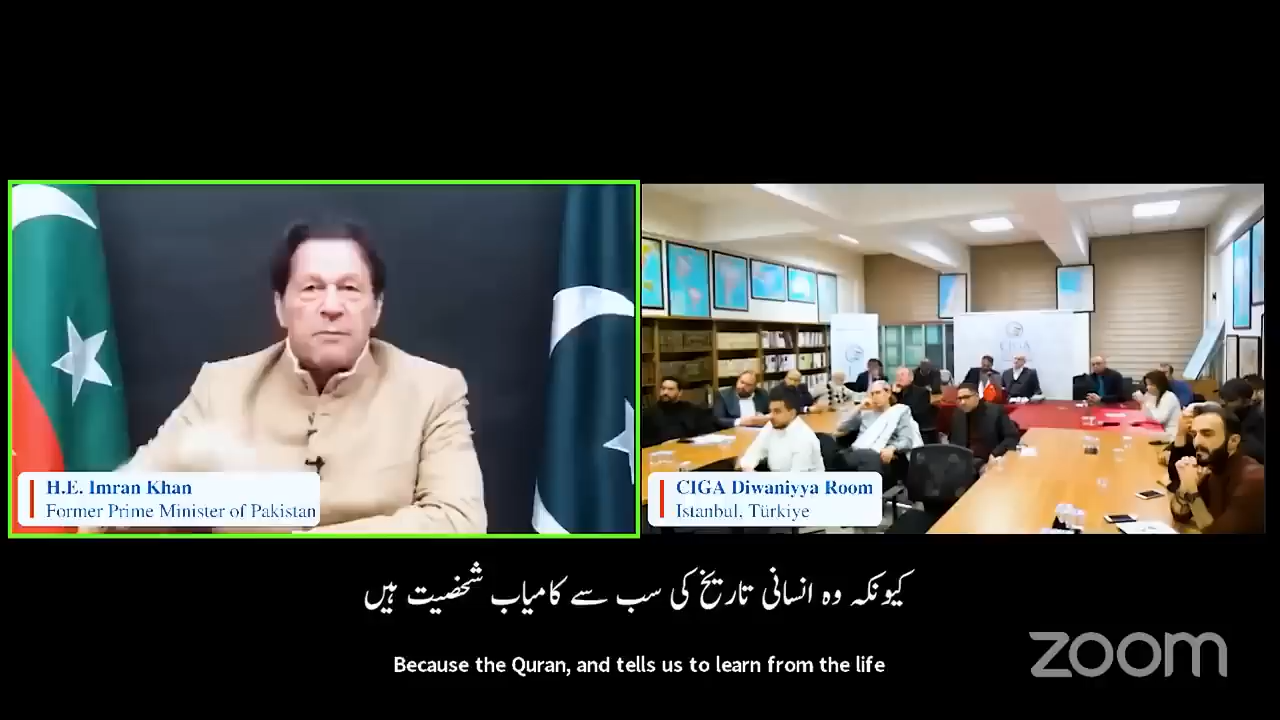 H.E. Imran Khan
Former Prime Minister of Pakistan
CIGA
CIGA Diwaniyya Room
Istanbul, Türkiye
کیونکہ وہ انسانی تاریخ کی سب سے کامیاب شخصیت ہیں
Because the Quran, and tells us to learn from the life
zoom